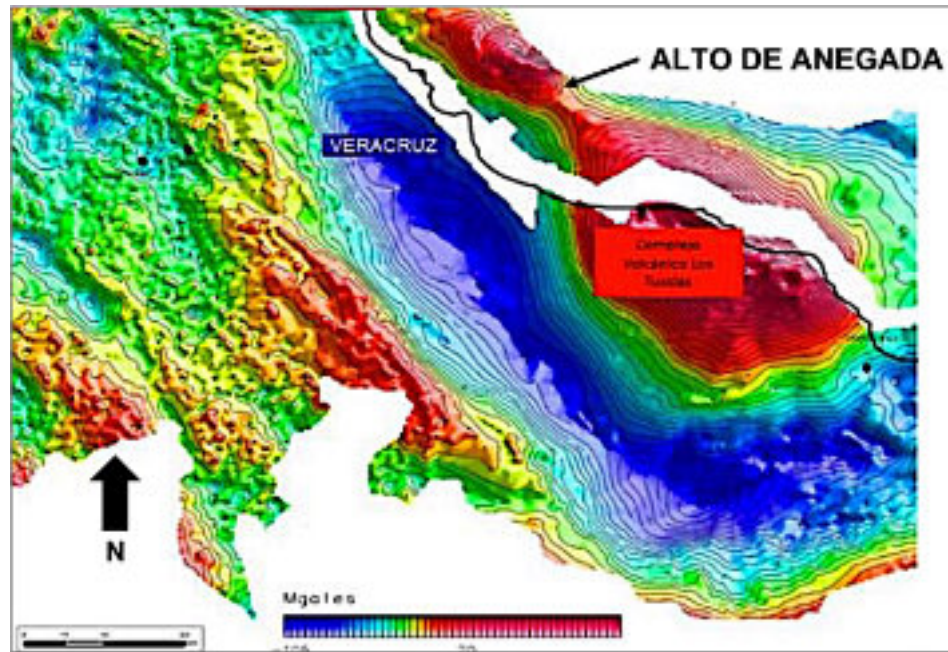 ALTO DE ANEGADA
VERACRUZ
Complejo
Volcánico Los
Tuxtlas
N
Mgales